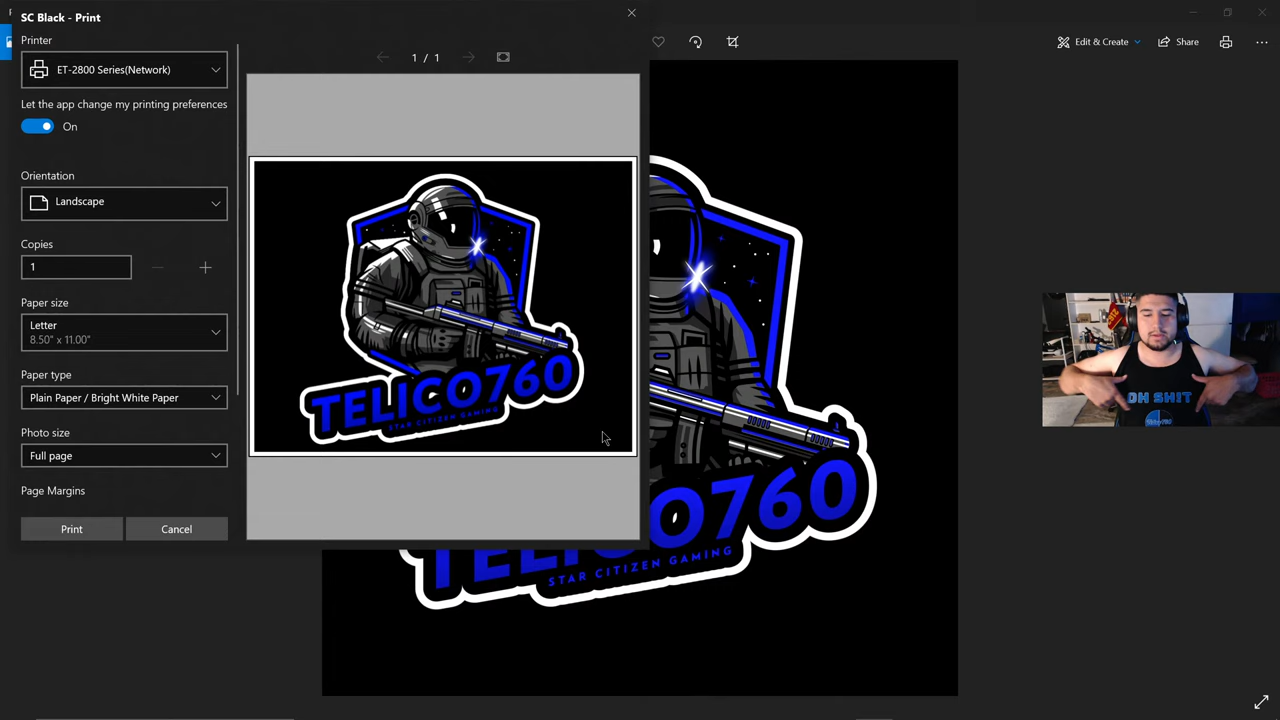 SC Black - Print
Printer
ET-2800 Series(Network)
Let the app change my printing preferences
On
Orientation
Landscape
Copies
1
Paper size
Letter
8.50" x 11.00"
Paper type
Plain Paper / Bright White Paper
Photo size
Full page
Page Margins
Print
Cancel
1 / 1
TELICO760
STAR CITIZEN GAMING
Edit & Create
Share
TELICO760
STAR CITIZEN GAMING
OH SH!T